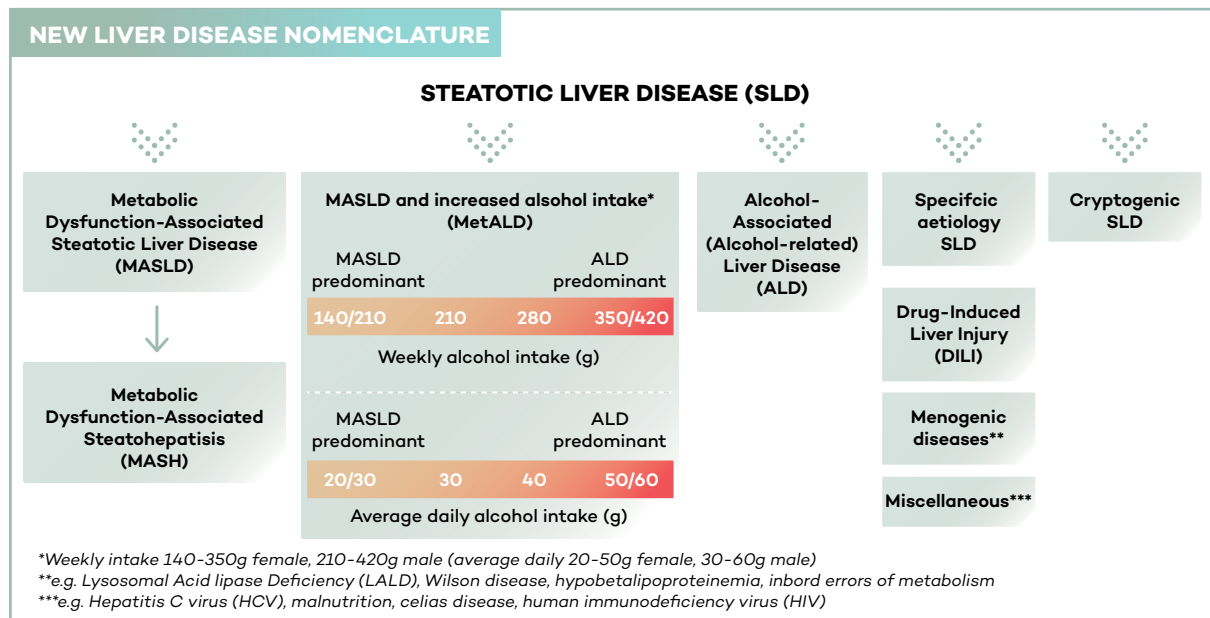 NEW LIVER DISEASE NOMENCLATURE
STEATOTIC LIVER DISEASE (SLD)
Metabolic
Dysfunction-Associated
Steatotic Liver Disease
(MASLD)
Metabolic
Dysfunction-Associated
Steatohepatisis
(MASH)
MASLD and increased alsohol intake*
(MetALD)
MASLD
predominant
ALD
predominant
140/210 210 280 350/420
Weekly alcohol intake (g)
MASLD
predominant
ALD
predominant
20/30 30 40 50/60
Average daily alcohol intake (g)
Alcohol-
Associated
(Alcohol-related)
Liver Disease
(ALD)
Specifcic
aetiology
SLD
Drug-Induced
Liver Injury
(DILI)
Menogenic
diseases**
Miscellaneous***
Cryptogenic
SLD
*Weekly intake 140-350g female, 210-420g male (average daily 20-50g female, 30-60g male)
**e.g. Lysosomal Acid lipase Deficiency (LALD), Wilson disease, hypobetalipoproteinemia, inbord errors of metabolism
***e.g. Hepatitis C virus (HCV), malnutrition, celias disease, human immunodeficiency virus (HIV)